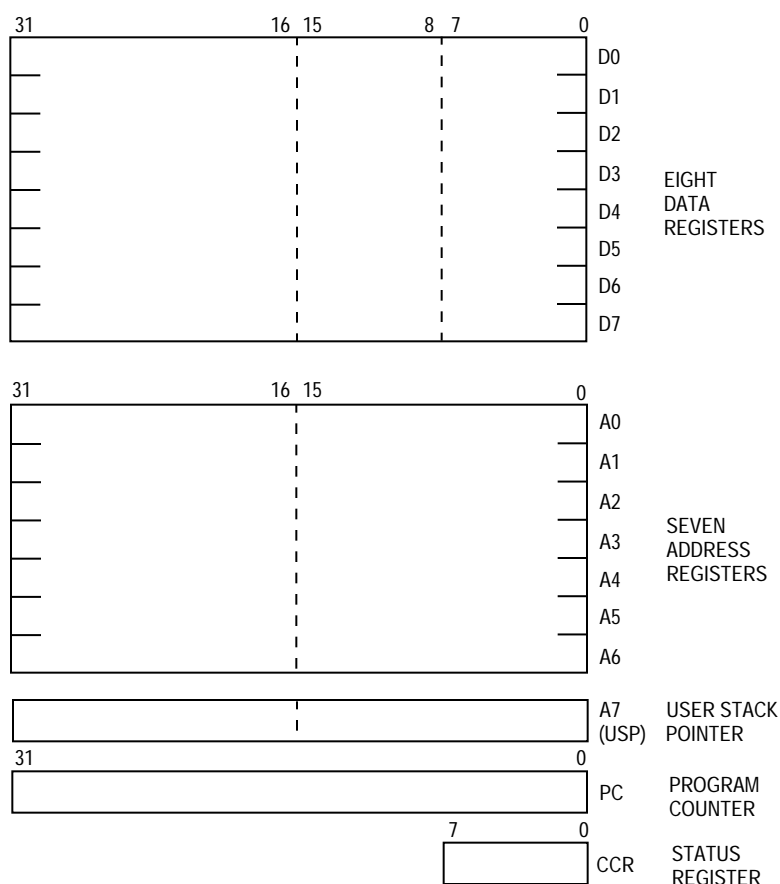 31 16 15 8 7 0
D0
D1
D2
D3
D4
D5
D6
D7
EIGHT
DATA
REGISTERS
31 16 15 0
A0
A1
A2
A3
A4
A5
A6
SEVEN
ADDRESS
REGISTERS
A7
(USP)
USER STACK
POINTER
31 0
PC
PROGRAM
COUNTER
7 0
CCR
STATUS
REGISTER